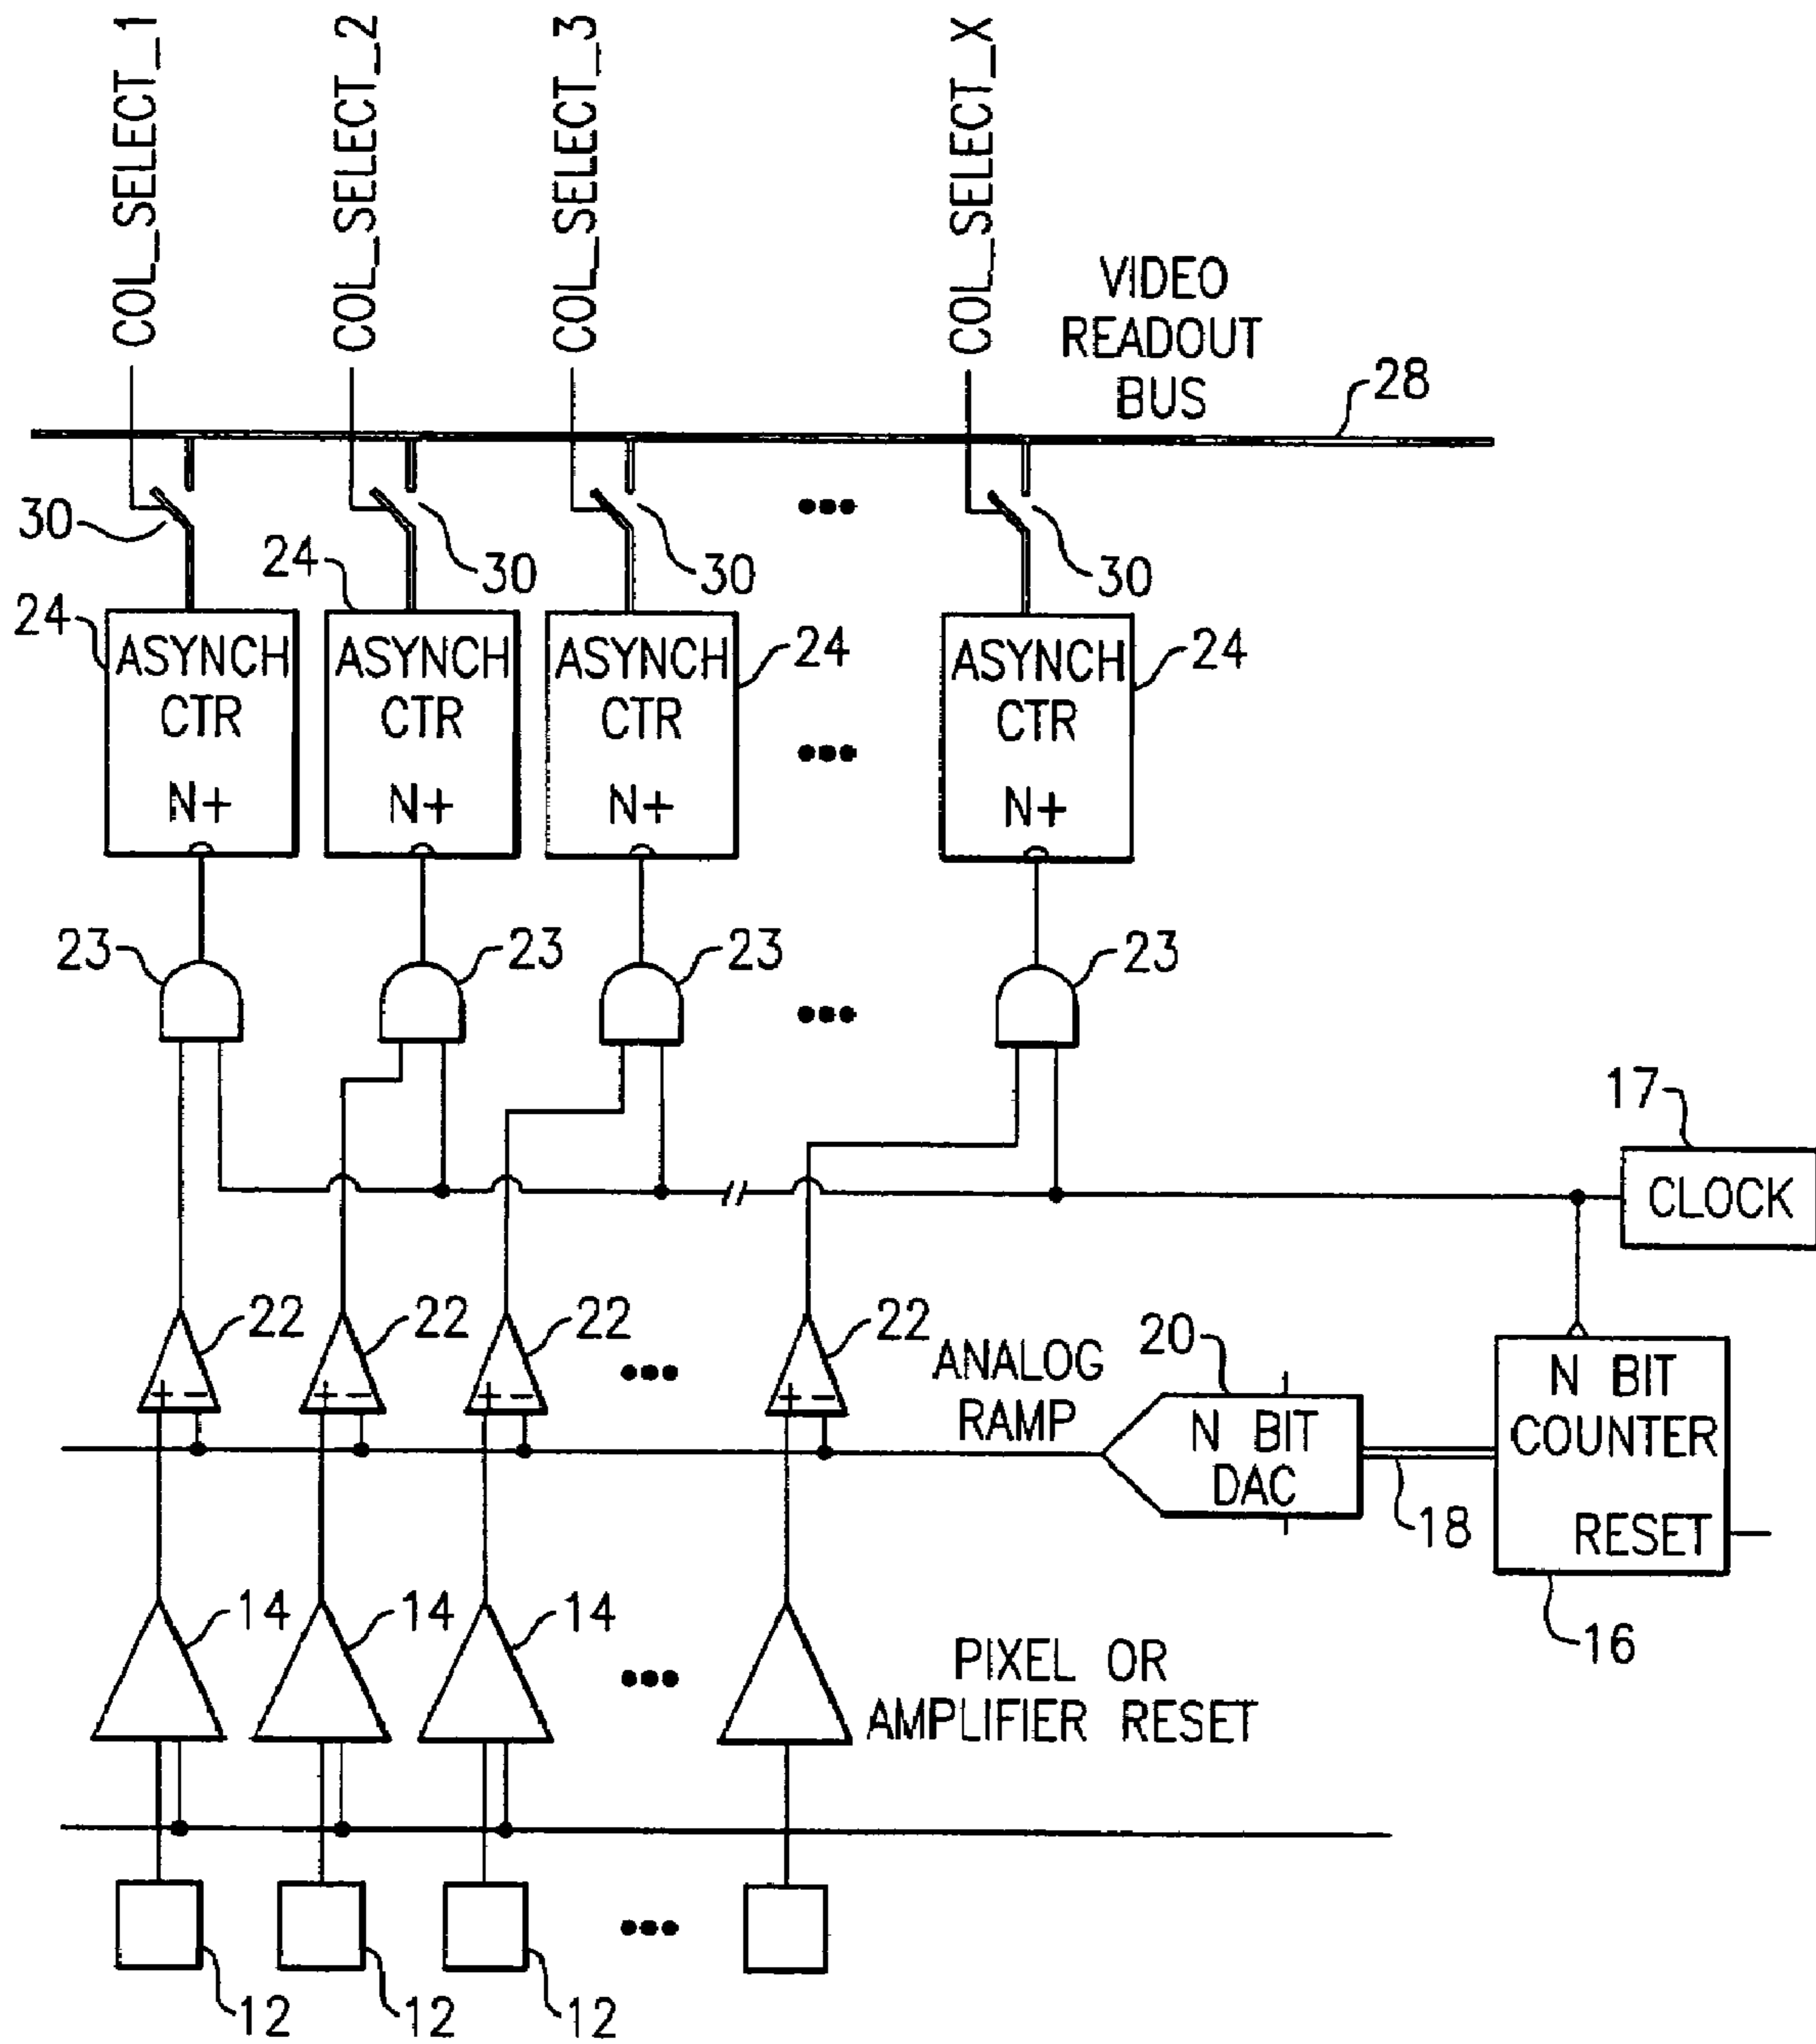 COL_SELECT_1
COL_SELECT_2
COL_SELECT_3
COL_SELECT_X
VIDEO
READOUT
BUS
28
30
30
30
30
24
24
24
24
ASYNCH
CTR
N+
ASYNCH
CTR
N+
ASYNCH
CTR
N+
ASYNCH
CTR
N+
23
23
23
23
17
CLOCK
22
22
22
22
ANALOG
RAMP
20
N BIT
DAC
18
N BIT
COUNTER
RESET
16
14
14
14
PIXEL OR
AMPLIFIER RESET
+ −
+ −
+ −
+ −
12
12
12